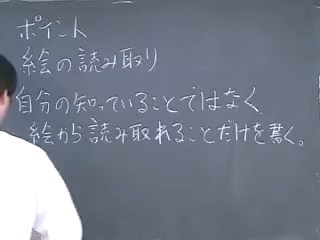 ポイント
絵の読み取り
自分の知っていることではなく
絵から読み取れることだけを書く。